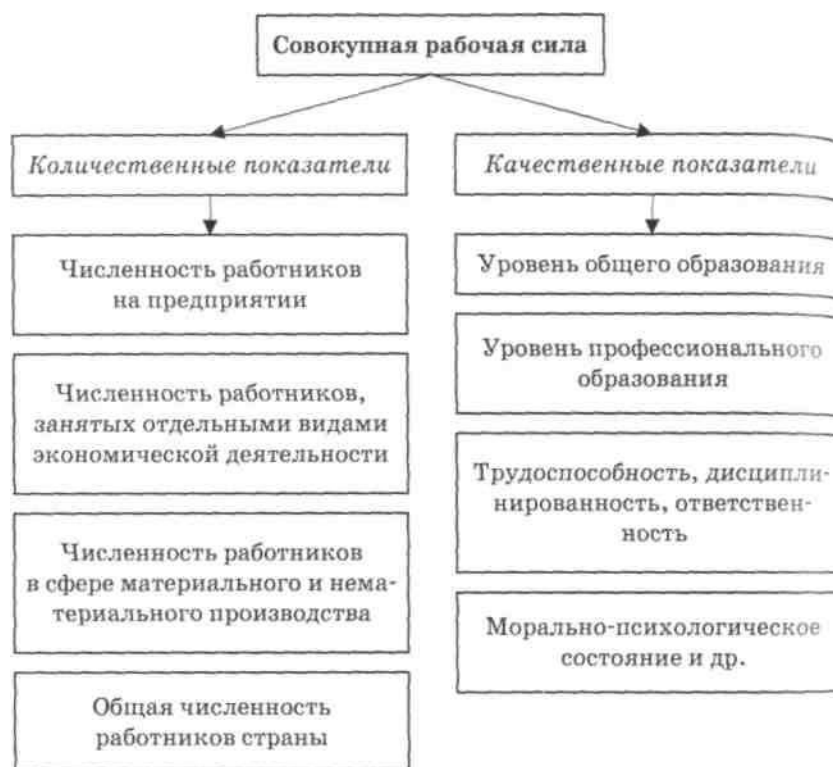 Совокупная рабочая сила
Количественные показатели
Численность работников
на предприятии
Численность работников,
занятых отдельными видами
экономической деятельности
Численность работников
в сфере материального и нема-
териального производства
Общая численность
работников страны
Качественные показатели
Уровень общего образования
Уровень профессионального
образования
Трудоспособность, дисципли-
нированность, ответствен-
ность
Морально-психологическое
состояние и др.